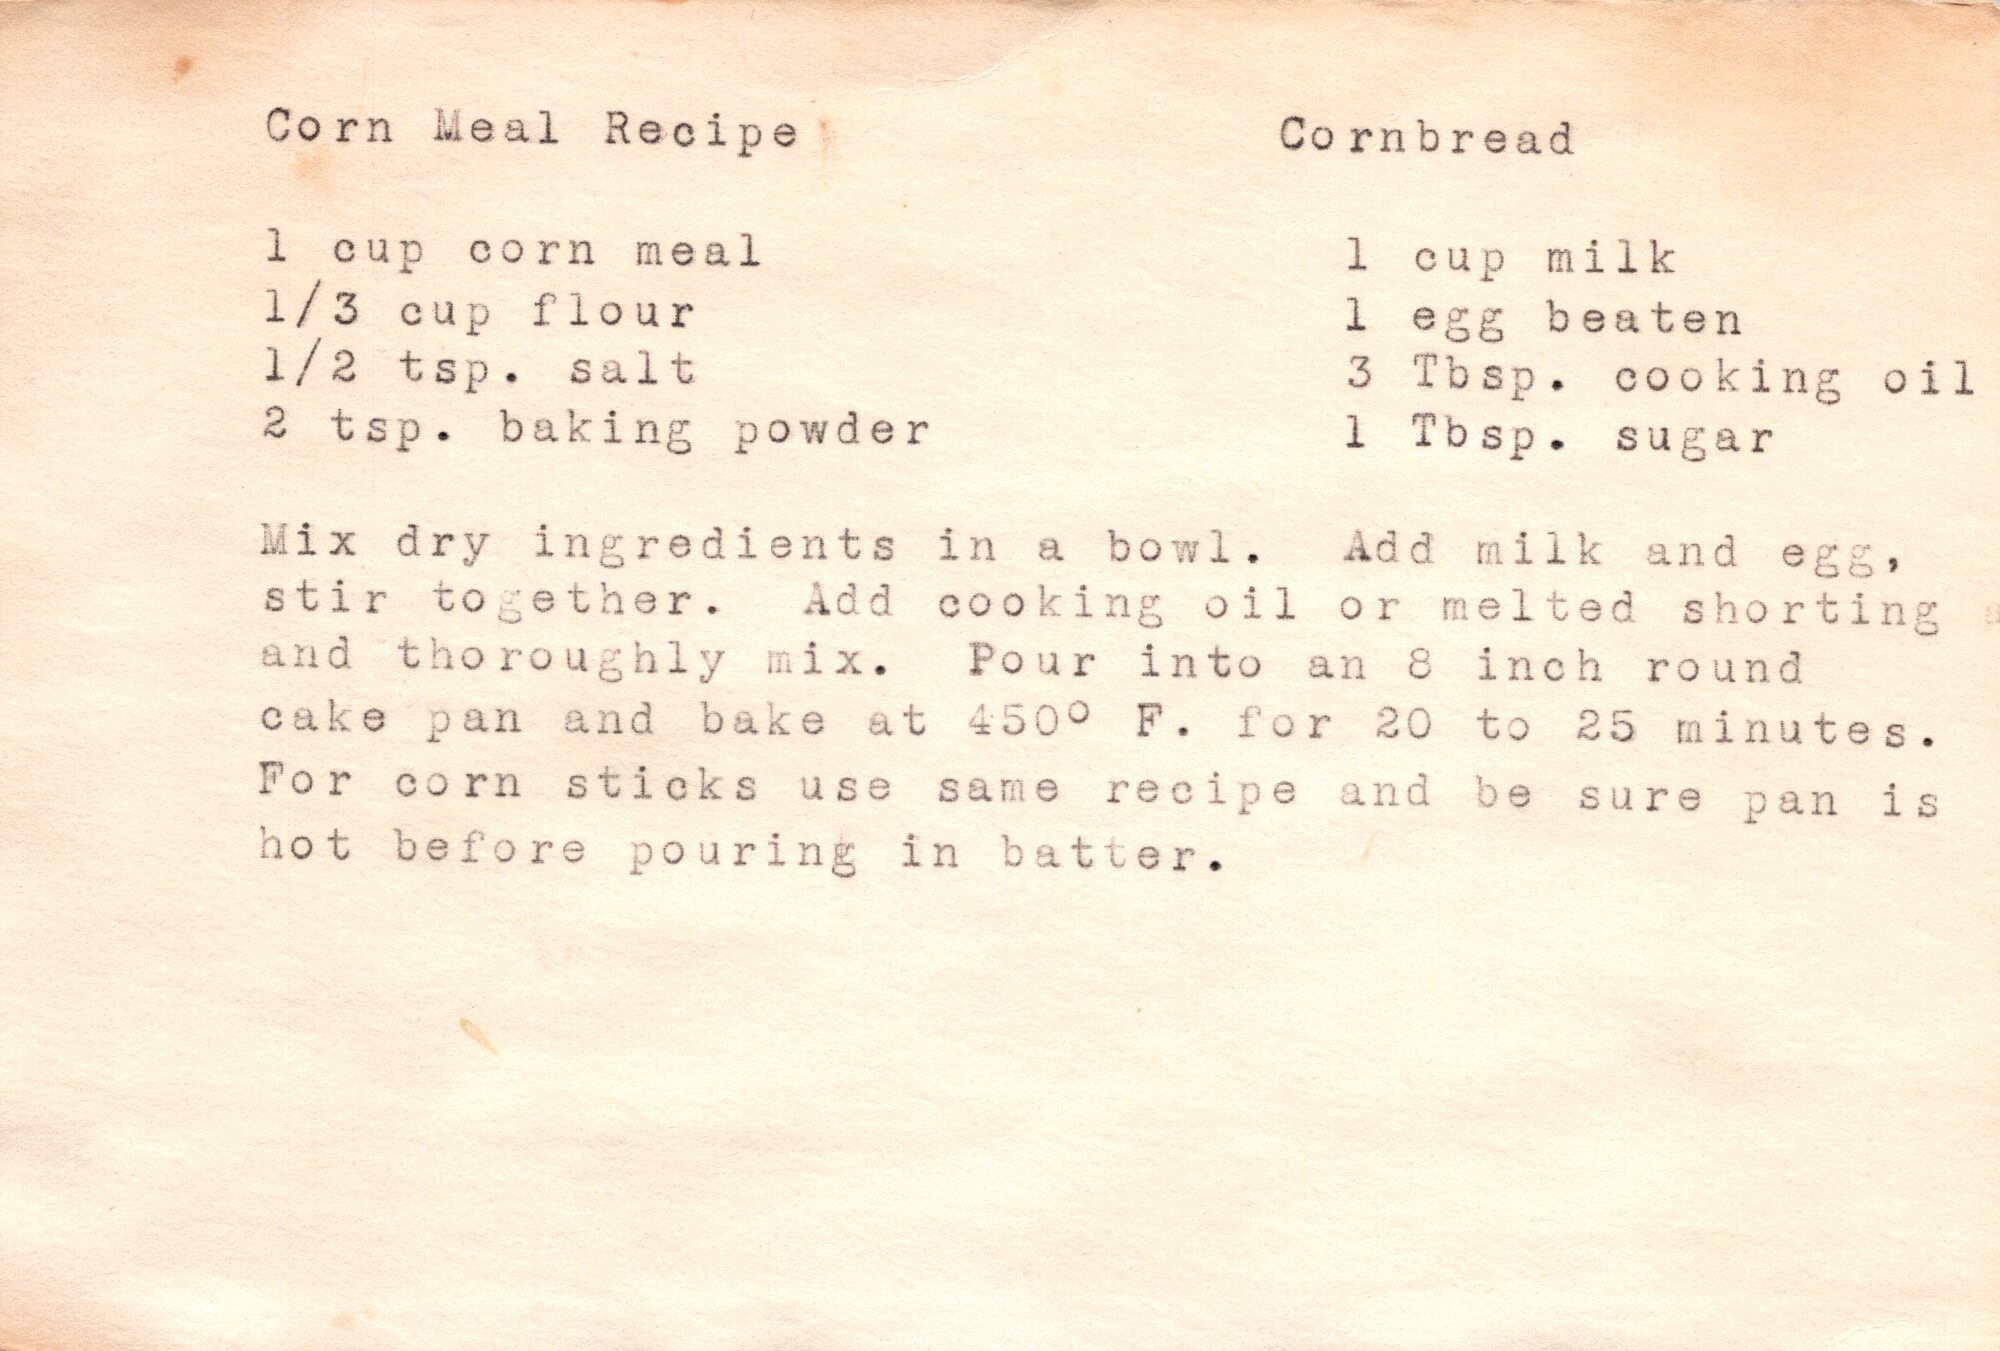 Corn Meal Recipe Cornbread
1 cup corn meal 1 cup milk
1/3 cup flour 1 egg beaten
1/2 tsp. salt 3 Tbsp. cooking oil
2 tsp. baking powder 1 Tbsp. sugar
Mix dry ingredients in a bowl. Add milk and egg,
stir together. Add cooking oil or melted shorting a
and thoroughly mix. Pour into an 8 inch round
cake pan and bake at 450º F. for 20 to 25 minutes.
For corn sticks use same recipe and be sure pan is
hot before pouring in batter.